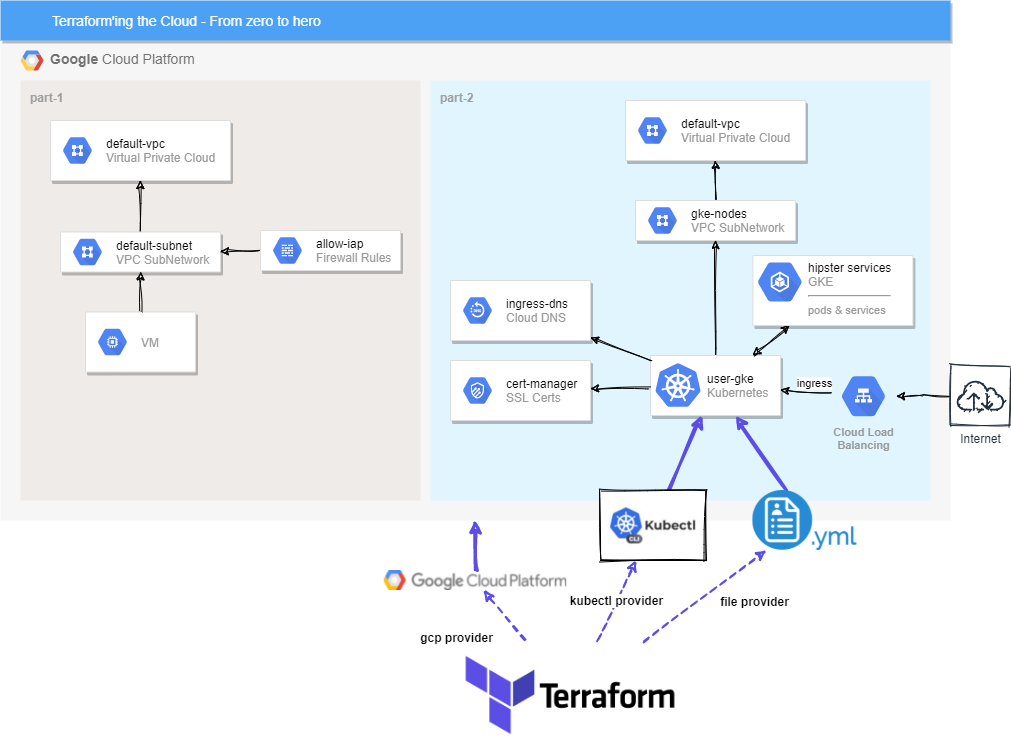 Terraform'ing the Cloud - From zero to hero
Google Cloud Platform
part-1
default-vpc
Virtual Private Cloud
default-subnet
VPC SubNetwork
allow-iap
Firewall Rules
VM
part-2
default-vpc
Virtual Private Cloud
gke-nodes
VPC SubNetwork
hipster services
GKE
pods & services
ingress-dns
Cloud DNS
cert-manager
SSL Certs
user-gke
Kubernetes
ingress
Cloud Load
Balancing
Internet
Kubectl
CLI
.yml
Google Cloud Platform
kubectl provider
file provider
gcp provider
Terraform